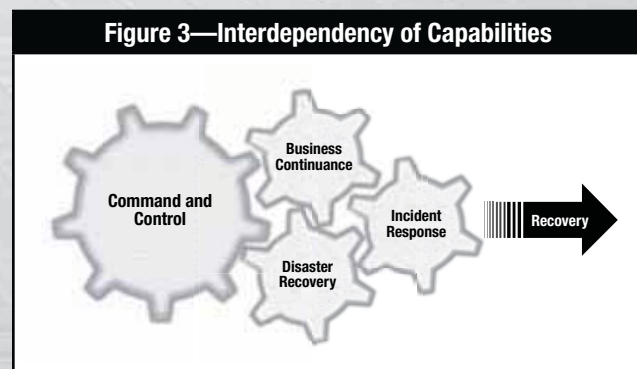 Figure 3—Interdependency of Capabilities
Command and
Control
Business
Continuance
Disaster
Recovery
Incident
Response
Recovery